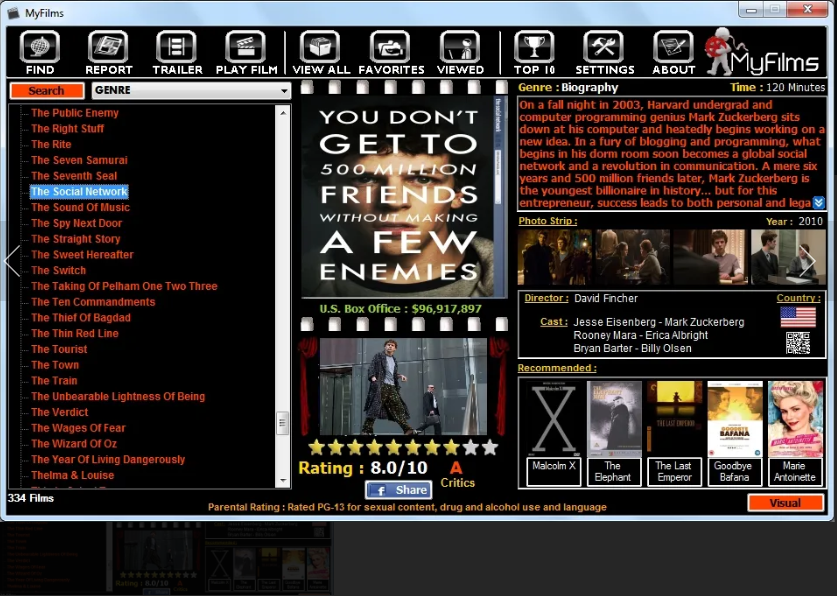 MyFilms
FIND
REPORT
TRAILER
PLAY FILM
VIEW ALL
FAVORITES
VIEWED
TOP 10
SETTINGS
ABOUT
MyFilms
Search
GENRE
The Public Enemy
The Right Stuff
The Rite
The Seven Samurai
The Seventh Seal
The Social Network
The Sound Of Music
The Spy Next Door
The Straight Story
The Sweet Hereafter
The Switch
The Taking Of Pelham One Two Three
The Ten Commandments
The Thief Of Bagdad
The Thin Red Line
The Tourist
The Town
The Train
The Unbearable Lightness Of Being
The Verdict
The Wages Of Fear
The Wizard Of Oz
The Year Of Living Dangerously
Thelma & Louise
334 Films
YOU DON'T
GET TO
500 MILLION
FRIENDS
WITHOUT MAKING
A FEW
ENEMIES
U.S. Box Office : $96,917,897
Rating : 8.0/10
A
Critics
f Share
Genre : Biography
Time : 120 Minutes
On a fall night in 2003, Harvard undergrad and
computer programming genius Mark Zuckerberg sits
down at his computer and heatedly begins working on a
new idea. In a fury of blogging and programming, what
begins in his dorm room soon becomes a global social
network and a revolution in communication. A mere six
years and 500 million friends later, Mark Zuckerberg is
the youngest billionaire in history... but for this
entrepreneur, success leads to both personal and lega
Photo Strip :
Year : 2010
Director : David Fincher
Country :
Cast : Jesse Eisenberg - Mark Zuckerberg
Rooney Mara - Erica Albright
Bryan Barter - Billy Olsen
Recommended :
X
THE LAST EMPEROR
GOODBYE
BAFANA
Malcolm X
The
Elephant
The Last
Emperor
Goodbye
Bafana
Marie
Antoinette
Visual
Parental Rating : Rated PG-13 for sexual content, drug and alcohol use and language